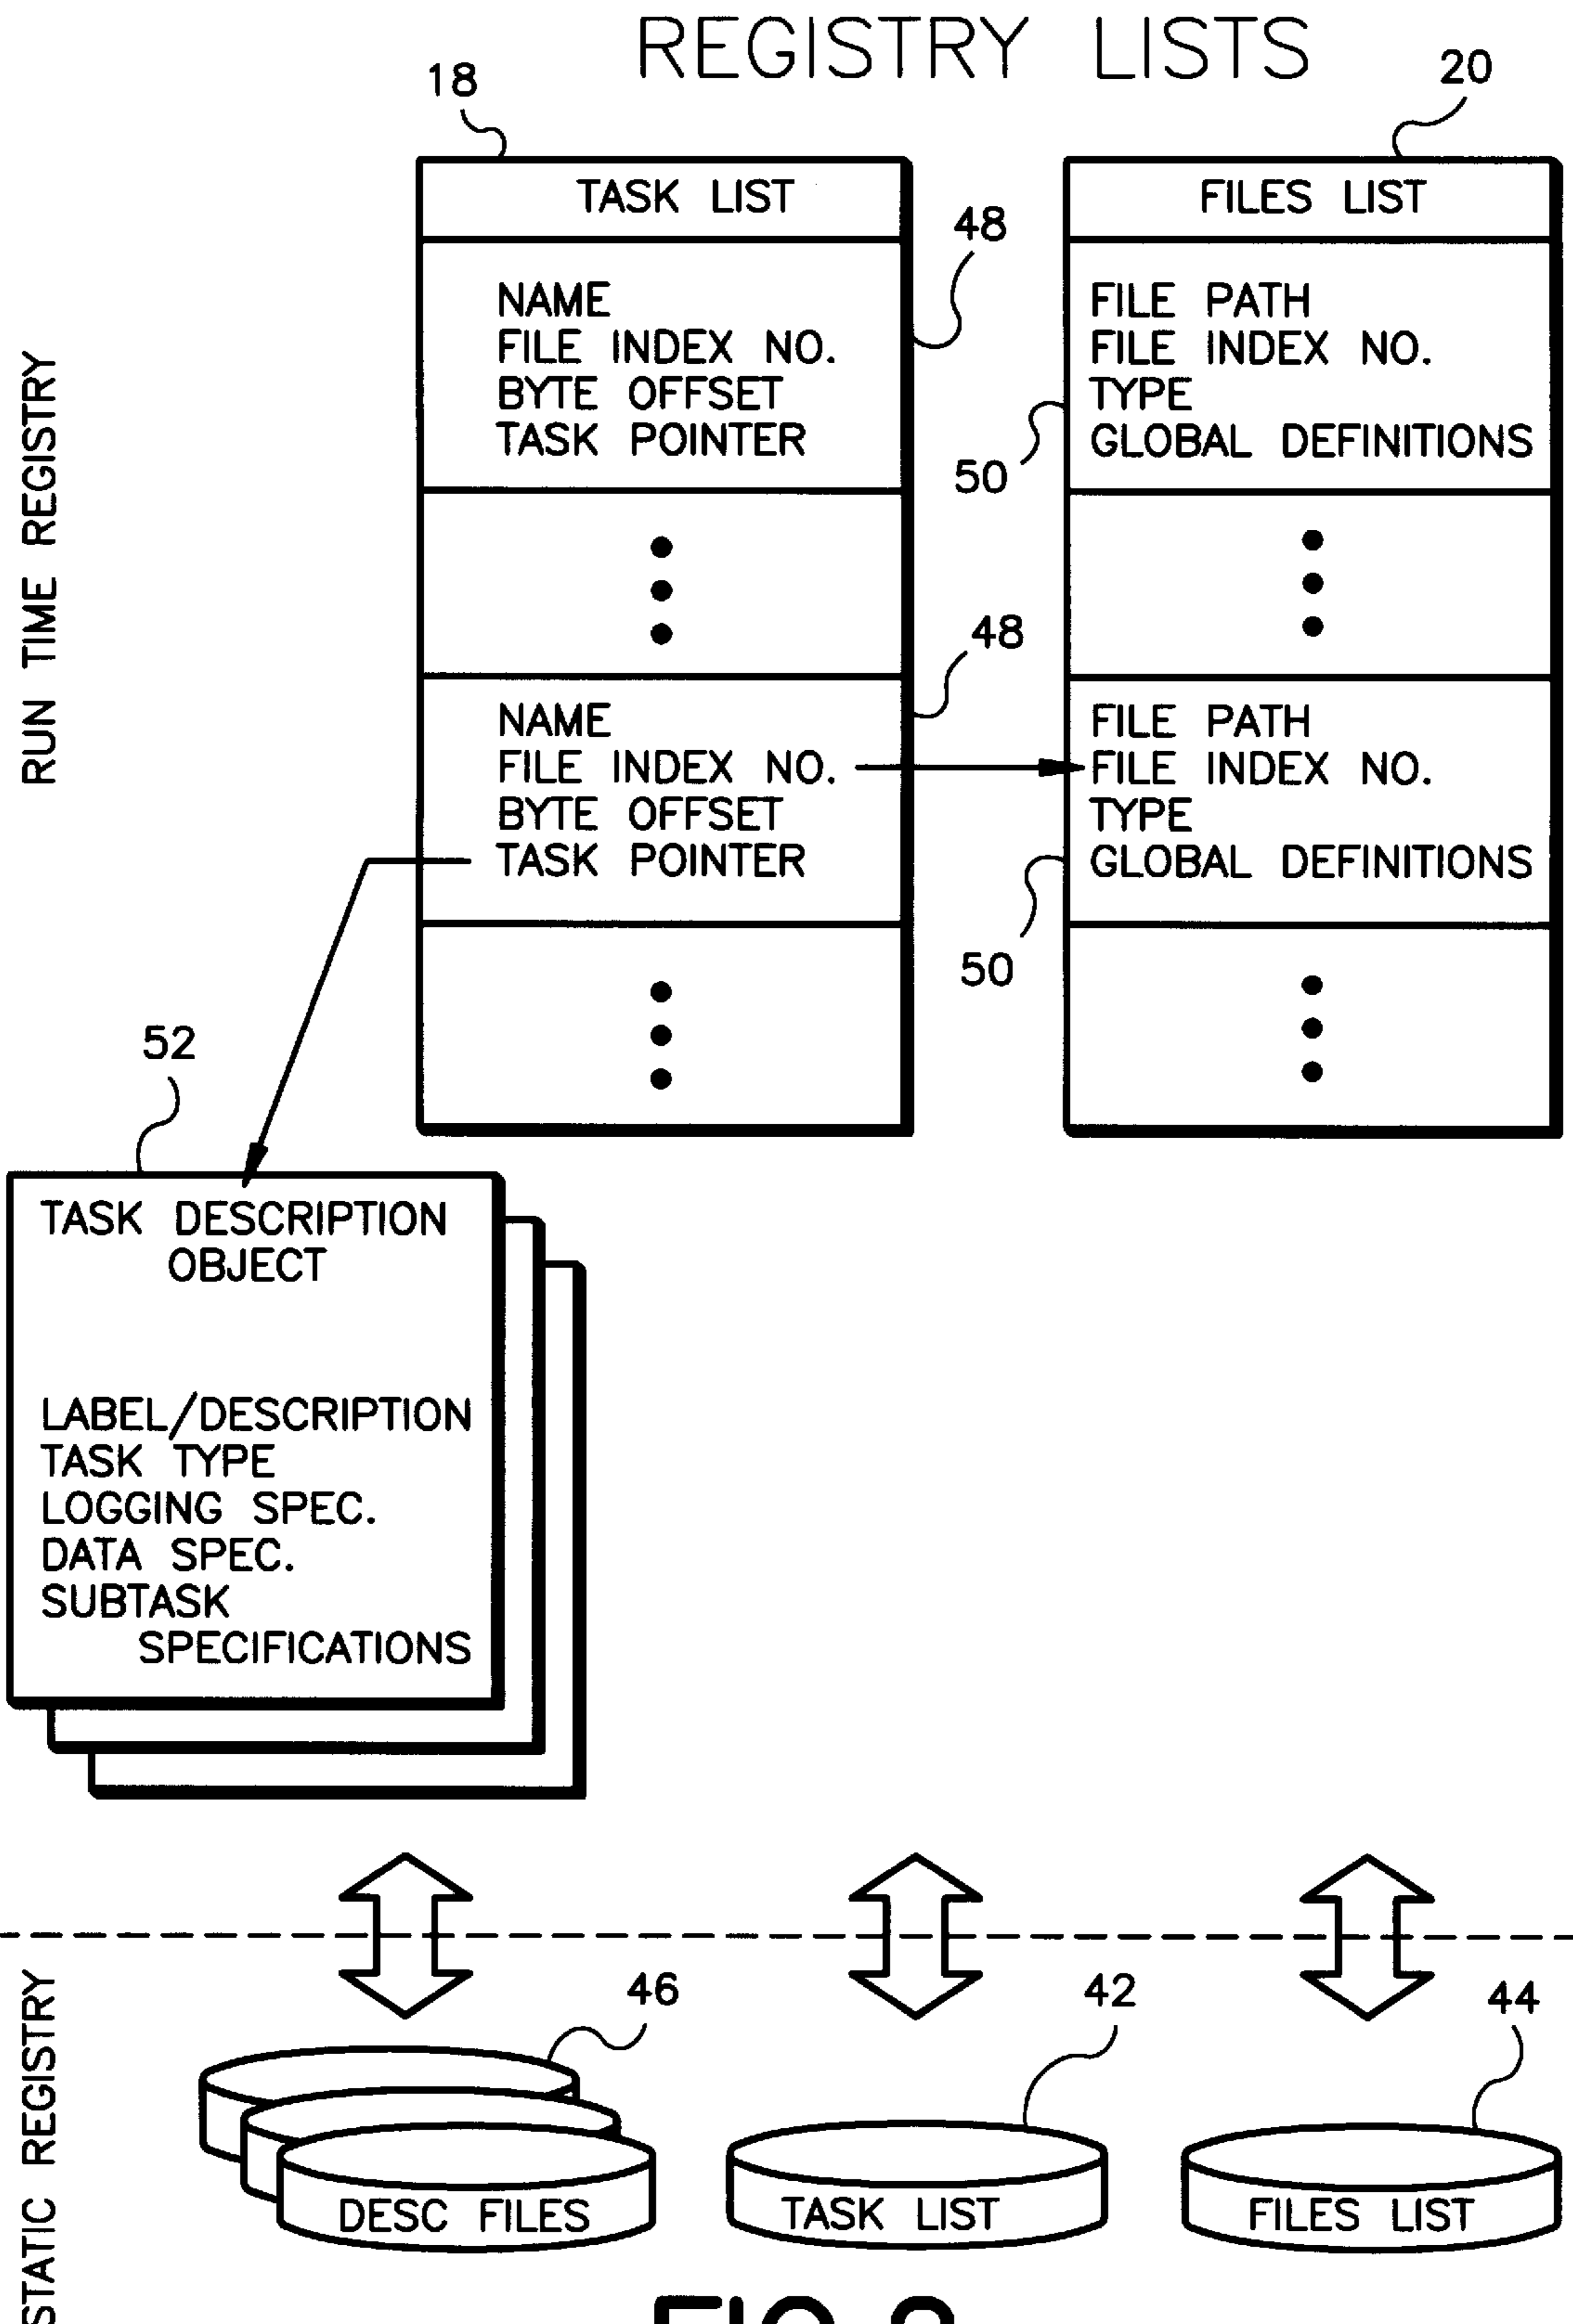 REGISTRY LISTS
18
20
TASK LIST
FILES LIST
48
NAME
FILE INDEX NO.
BYTE OFFSET
TASK POINTER
FILE PATH
FILE INDEX NO.
TYPE
GLOBAL DEFINITIONS
50
RUN TIME REGISTRY
48
NAME
FILE INDEX NO.
BYTE OFFSET
TASK POINTER
FILE PATH
FILE INDEX NO.
TYPE
GLOBAL DEFINITIONS
50
52
TASK DESCRIPTION
OBJECT
LABEL/DESCRIPTION
TASK TYPE
LOGGING SPEC.
DATA SPEC.
SUBTASK
SPECIFICATIONS
46
42
44
STATIC REGISTRY
DESC FILES
TASK LIST
FILES LIST